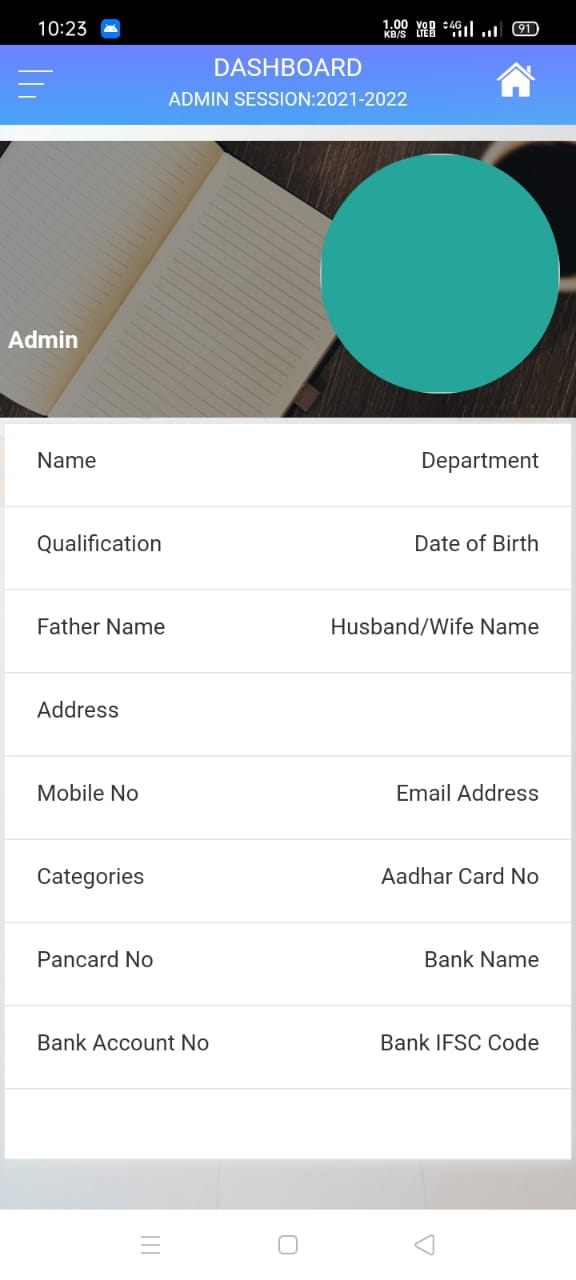 10:23 1.00 KB/S VoD LTE2 4G 91
DASHBOARD
ADMIN SESSION:2021-2022
Admin
Name Department
Qualification Date of Birth
Father Name Husband/Wife Name
Address
Mobile No Email Address
Categories Aadhar Card No
Pancard No Bank Name
Bank Account No Bank IFSC Code